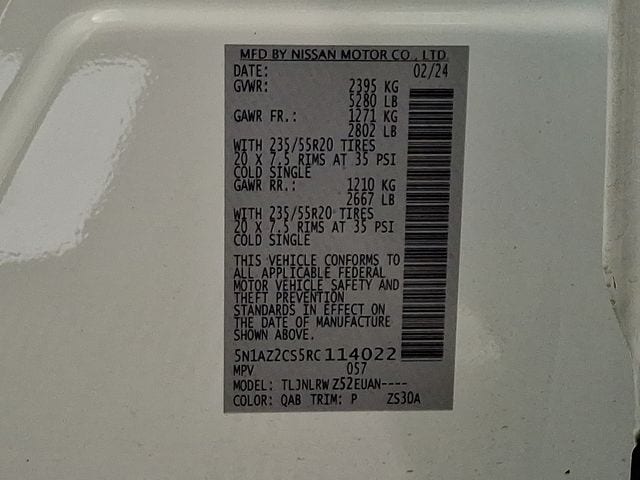 MFD BY NISSAN MOTOR CO., LTD
DATE: 02/24
GVWR: 2395 KG
5280 LB
GAWR FR.: 1271 KG
2802 LB
WITH 235/55R20 TIRES
20 X 7.5 RIMS AT 35 PSI
COLD SINGLE
GAWR RR.: 1210 KG
2667 LB
WITH 235/55R20 TIRES
20 X 7.5 RIMS AT 35 PSI
COLD SINGLE
THIS VEHICLE CONFORMS TO
ALL APPLICABLE FEDERAL
MOTOR VEHICLE SAFETY AND
THEFT PREVENTION
STANDARDS IN EFFECT ON
THE DATE OF MANUFACTURE
SHOWN ABOVE.
5N1AZ2CS5RC114022
MPV 057
MODEL: TLJNLRW Z52EUAN----
COLOR: QAB TRIM: P ZS30A